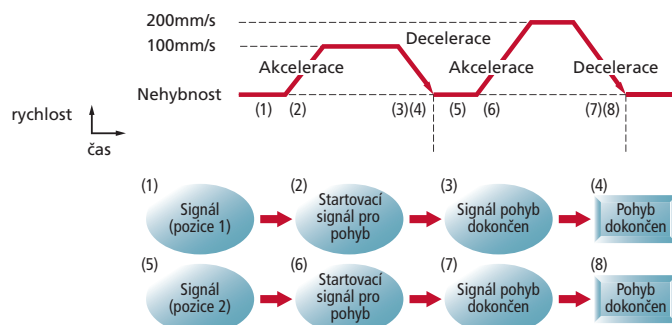 200mm/s
100mm/s
Decelerace
Akcelerace
Akcelerace
Decelerace
Nehybnost
(1) (2) (3)(4) (5) (6) (7)(8)
rychlost
čas
(1) (2) (3) (4)
Signál
(pozice 1)
Startovací
signál pro
pohyb
Signál pohyb
dokončen
Pohyb
dokončen
(5) (6) (7) (8)
Signál
(pozice 2)
Startovací
signál pro
pohyb
Signál pohyb
dokončen
Pohyb
dokončen